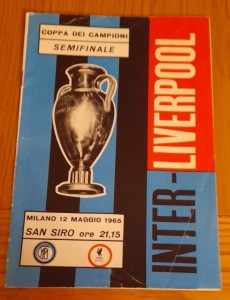 COPPA DEI CAMPIONI
SEMIFINALE
INTER-LIVERPOOL
MILANO 12 MAGGIO 1965
SAN SIRO ore 21,15